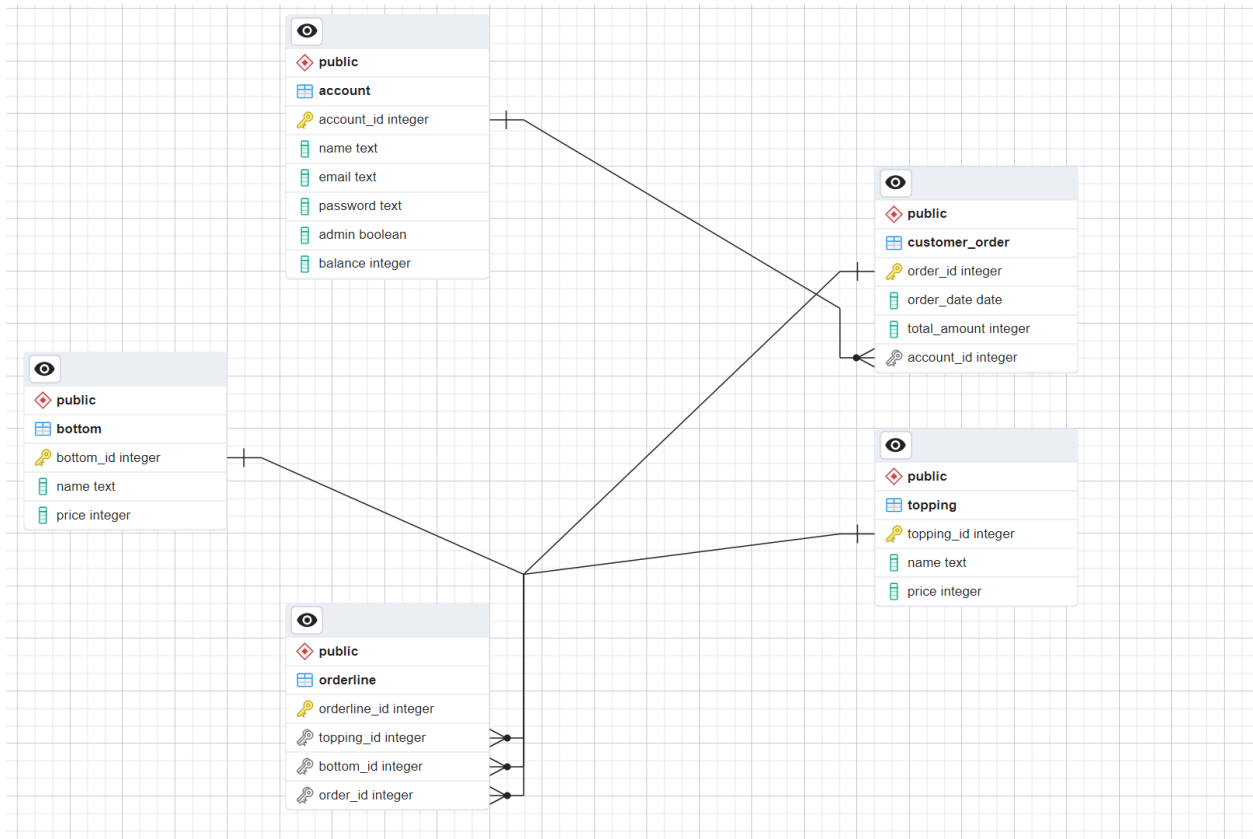 public
account
account_id integer
name text
email text
password text
admin boolean
balance integer
public
customer_order
order_id integer
order_date date
total_amount integer
account_id integer
public
bottom
bottom_id integer
name text
price integer
public
topping
topping_id integer
name text
price integer
public
orderline
orderline_id integer
topping_id integer
bottom_id integer
order_id integer